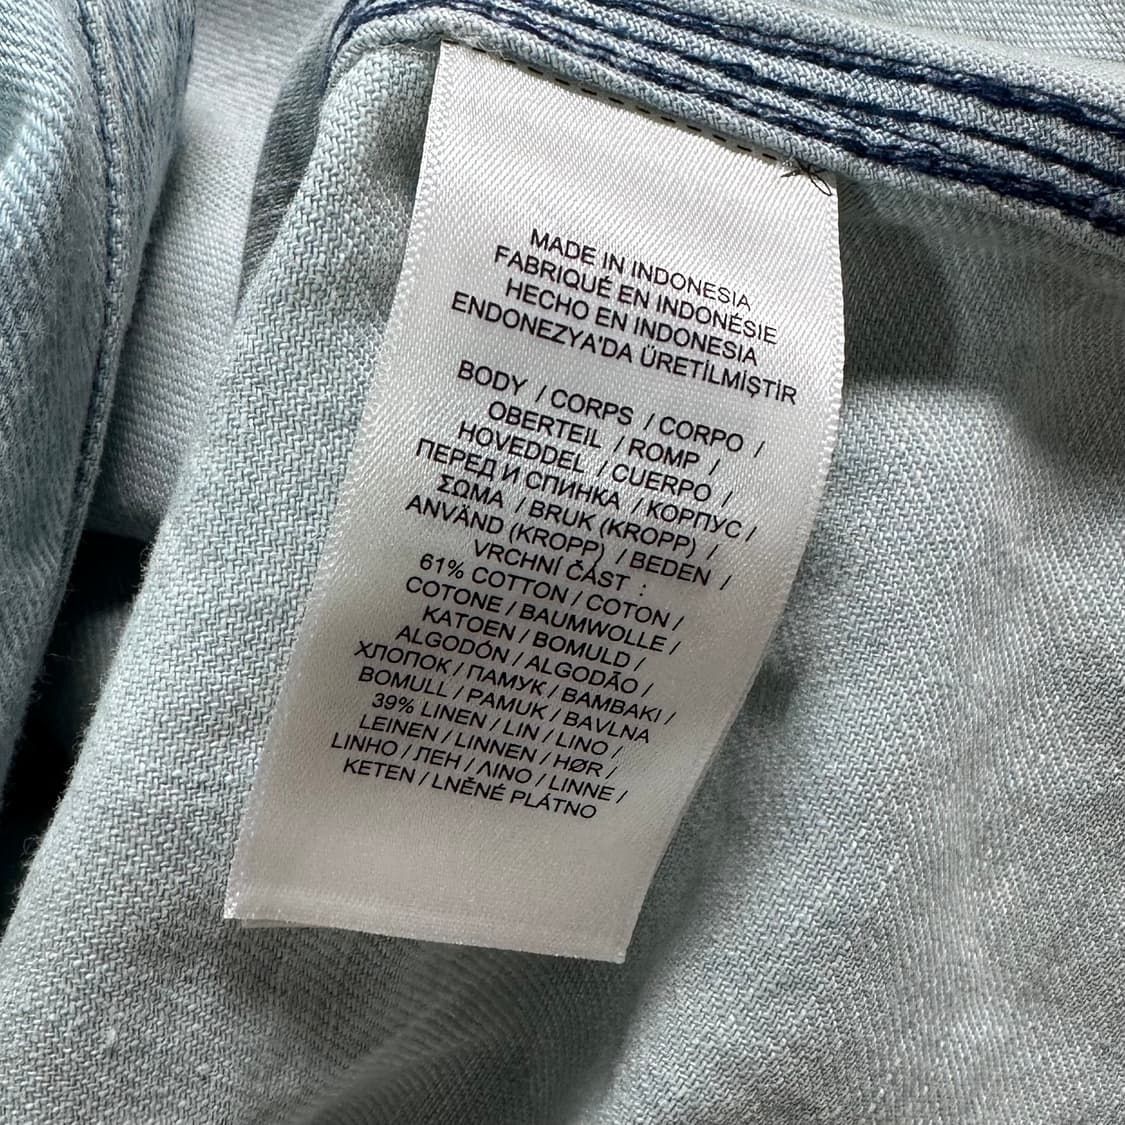 MADE IN INDONESIA
FABRIQUÉ EN INDONÉSIE
HECHO EN INDONESIA
ENDONEZYA'DA ÜRETİLMİŞTİR
BODY / CORPS / CORPO /
OBERTEIL / ROMP /
HOVEDDEL / CUERPO /
ПЕРЕД И СПИНКА / КОРПУС /
ΣΩΜΑ / BRUK (KROPP) /
ANVÄND (KROPP) / BEDEN /
VRCHNÍ ČÁST :
61% COTTON / COTON /
COTONE / BAUMWOLLE /
KATOEN / BOMULD /
ALGODÓN / ALGODÃO /
ХЛОПОК / ПАМУК / BAMBAKI /
BOMULL / PAMUK / BAVLNA
39% LINEN / LIN / LINO /
LEINEN / LINNEN / HØR /
LINHO / ЛЕН / ΛΙΝΟ / LINNE /
KETEN / LNĚNÉ PLÁTNO